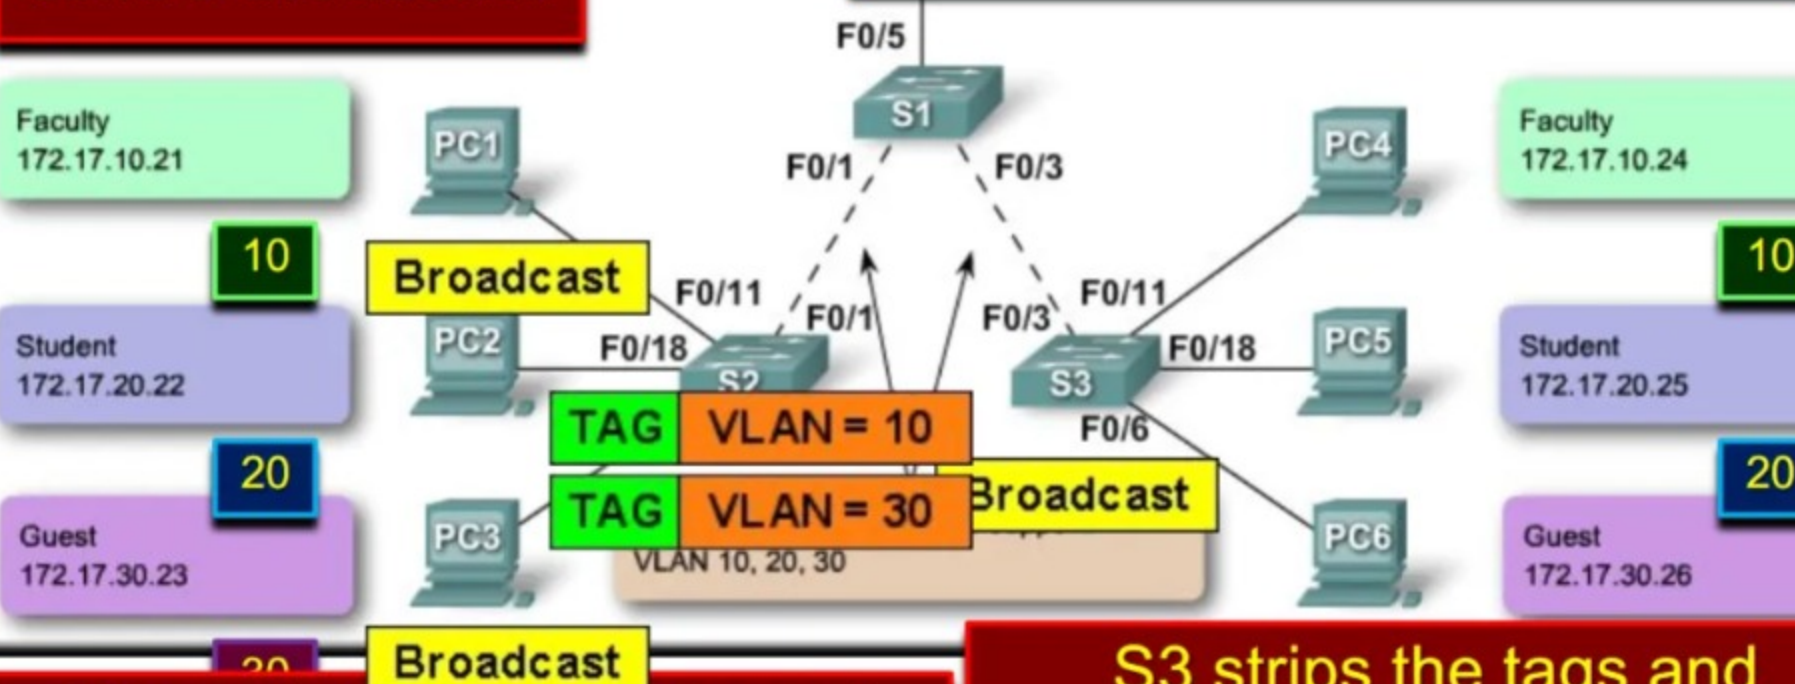 F0/5
S1
Faculty
172.17.10.21
PC1
F0/1
F0/3
PC4
Faculty
172.17.10.24
10
Broadcast
F0/11
F0/1
F0/3
F0/11
10
Student
172.17.20.22
PC2
F0/18
S2
S3
F0/18
PC5
Student
172.17.20.25
TAG VLAN = 10
F0/6
20
TAG VLAN = 30
Broadcast
20
Guest
172.17.30.23
PC3
VLAN 10, 20, 30
PC6
Guest
172.17.30.26
30
Broadcast
S3 strips the tags and